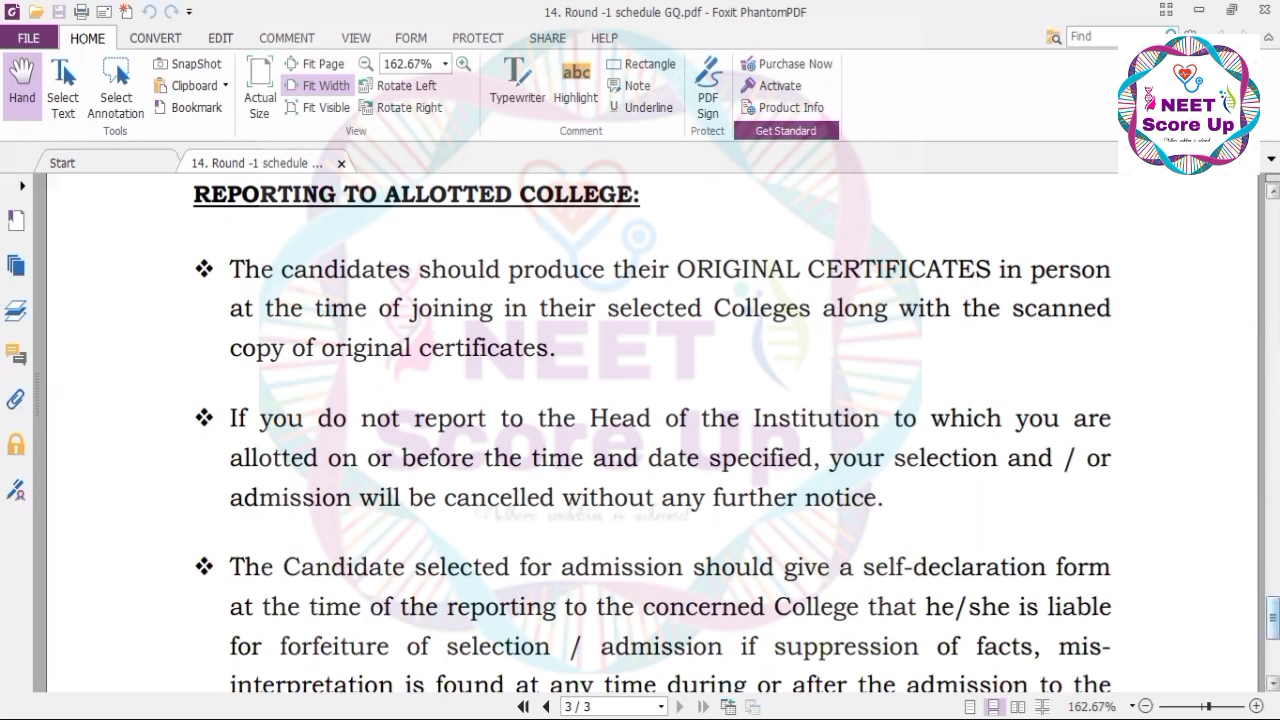 14. Round -1 schedule GQ.pdf - Foxit PhantomPDF
FILE HOME CONVERT EDIT COMMENT VIEW FORM PROTECT SHARE HELP Find
Hand
Select Text
Select Annotation
SnapShot
Clipboard
Bookmark
Tools
Actual Size
Fit Page
Fit Width
Fit Visible
162.67%
Rotate Left
Rotate Right
View
Typewriter
Highlight
Rectangle
Note
Underline
Comment
PDF Sign
Protect
Purchase Now
Activate
Product Info
Get Standard
NEET
Score Up
Start 14. Round -1 schedule ...
REPORTING TO ALLOTTED COLLEGE:
❖ The candidates should produce their ORIGINAL CERTIFICATES in person
at the time of joining in their selected Colleges along with the scanned
copy of original certificates.
❖ If you do not report to the Head of the Institution to which you are
allotted on or before the time and date specified, your selection and / or
admission will be cancelled without any further notice.
❖ The Candidate selected for admission should give a self-declaration form
at the time of the reporting to the concerned College that he/she is liable
for forfeiture of selection / admission if suppression of facts, mis-
interpretation is found at any time during or after the admission to the
NEET
Score Up
3 / 3 162.67%